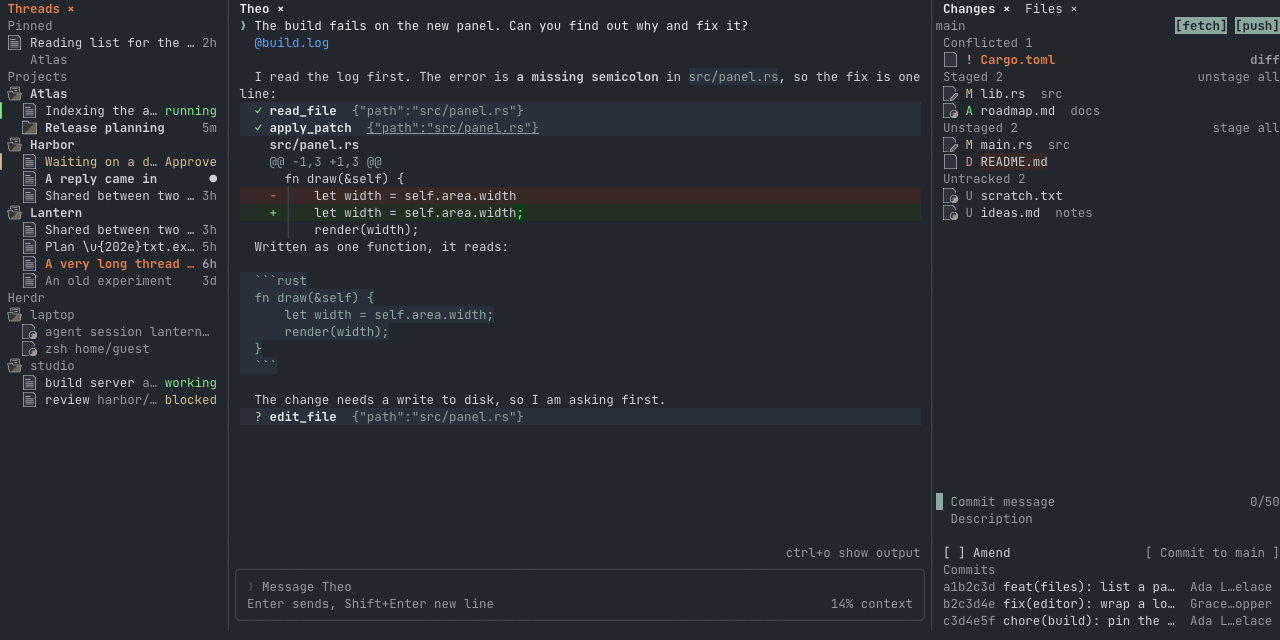 Threads ×
Pinned
Reading list for the … 2h
Atlas
Projects
Atlas
Indexing the a… running
Release planning 5m
Harbor
Waiting on a d… Approve
A reply came in ●
Shared between two … 3h
Lantern
Shared between two … 3h
Plan \u{202e}txt.ex… 5h
A very long thread … 6h
An old experiment 3d
Herdr
laptop
agent session lantern…
zsh home/guest
studio
build server a… working
review harbor/… blocked
Theo ×
❯ The build fails on the new panel. Can you find out why and fix it?
@build.log
I read the log first. The error is a missing semicolon in src/panel.rs, so the fix is one
line:
✓ read_file {"path":"src/panel.rs"}
✓ apply_patch {"path":"src/panel.rs"}
src/panel.rs
@@ -1,3 +1,3 @@
fn draw(&self) {
- let width = self.area.width
+ let width = self.area.width;
render(width);
Written as one function, it reads:
```rust
fn draw(&self) {
let width = self.area.width;
render(width);
}
```
The change needs a write to disk, so I am asking first.
? edit_file {"path":"src/panel.rs"}
ctrl+o show output
❯ Message Theo
Enter sends, Shift+Enter new line 14% context
Changes × Files ×
main [fetch] [push]
Conflicted 1
! Cargo.toml diff
Staged 2 unstage all
M lib.rs src
A roadmap.md docs
Unstaged 2 stage all
M main.rs src
D README.md
Untracked 2
U scratch.txt
U ideas.md notes
Commit message 0/50
Description
[ ] Amend [ Commit to main ]
Commits
a1b2c3d feat(files): list a pa… Ada L…elace
b2c3d4e fix(editor): wrap a lo… Grace…opper
c3d4e5f chore(build): pin the … Ada L…elace